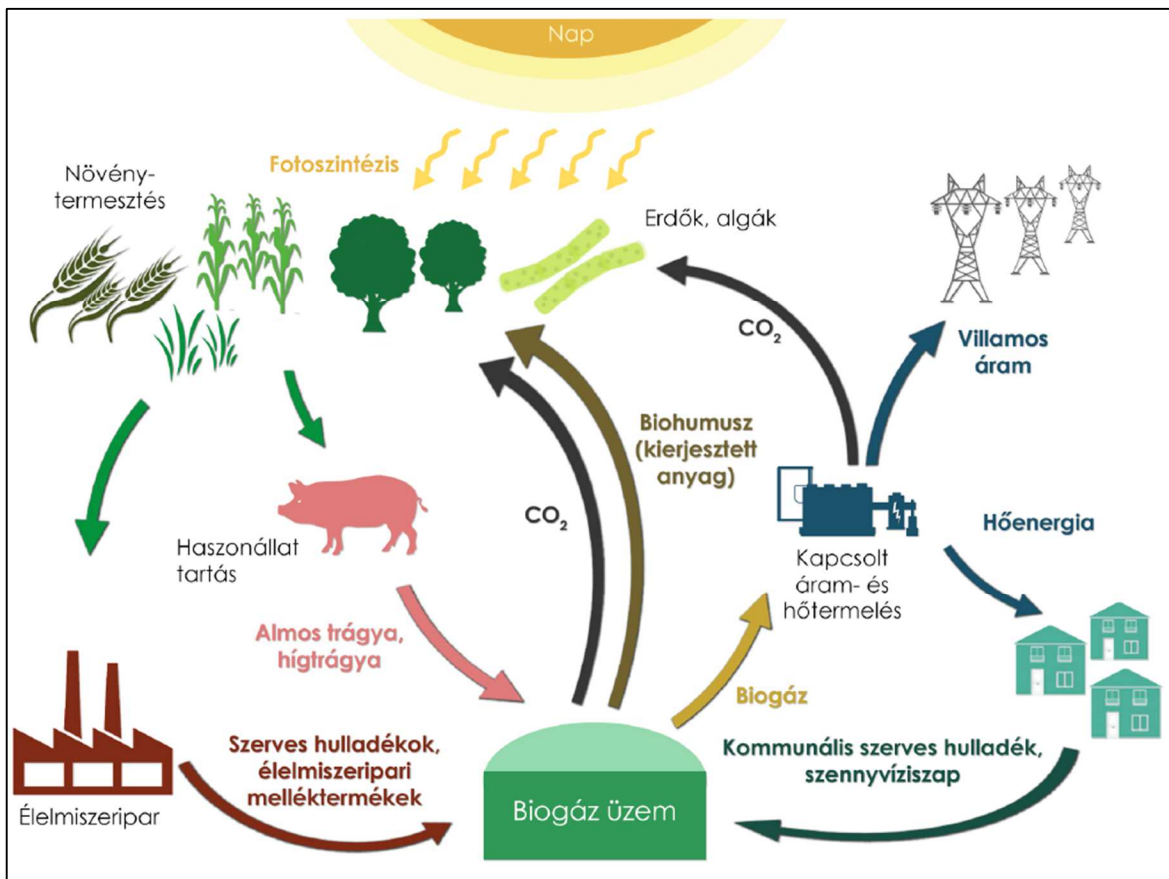 Nap
Fotoszintézis
Növény-
termesztés
Erdők, algák
CO₂
Villamos
áram
Biohumusz
(kierjesztett
anyag)
CO₂
Hőenergia
Haszonállat
tartás
Kapcsolt
áram- és
hőtermelés
Almos trágya,
hígtrágya
Biogáz
Szerves hulladékok,
élelmiszeripari
melléktermékek
Kommunális szerves hulladék,
szennyvíziszap
Élelmiszeripar
Biogáz üzem